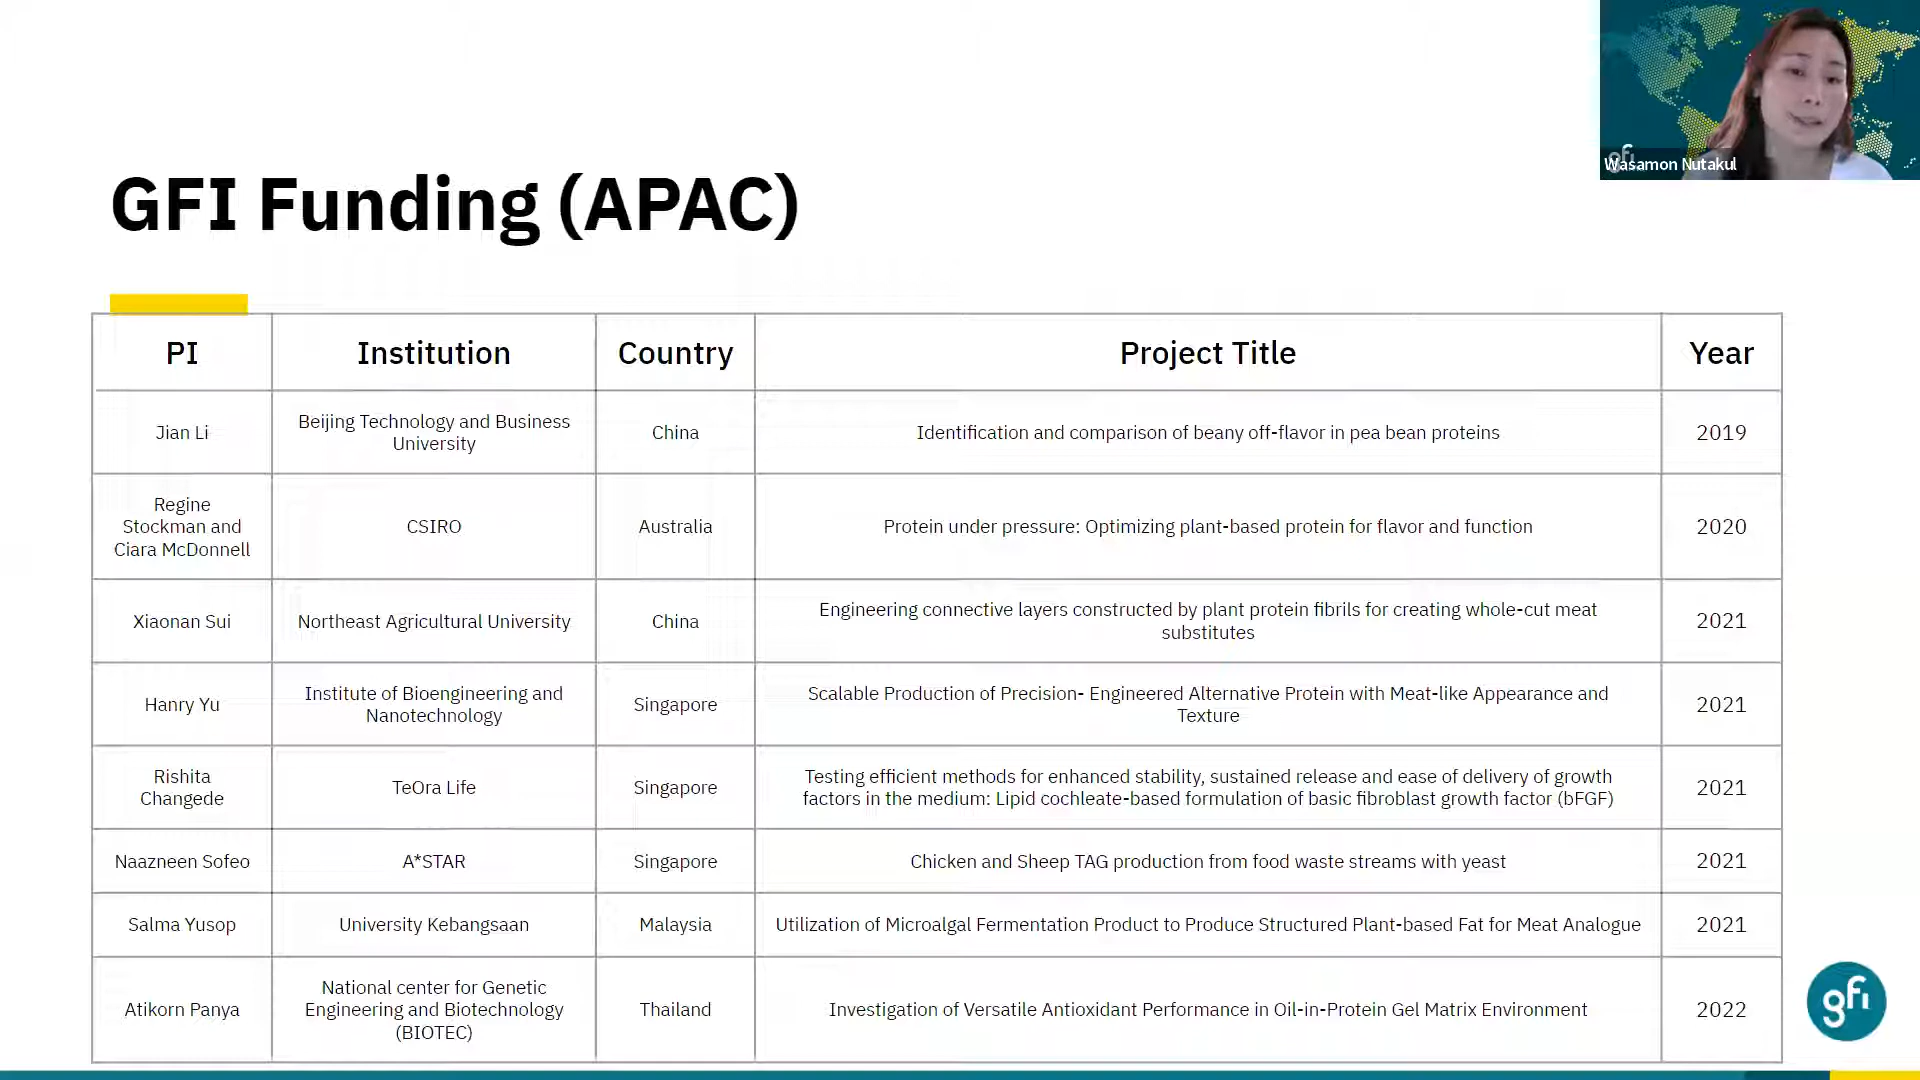 gfi
Wasamon Nutakul
GFI Funding (APAC)
PI
Institution
Country
Project Title
Year
Jian Li
Beijing Technology and Business
University
China
Identification and comparison of beany off-flavor in pea bean proteins
2019
Regine
Stockman and
Ciara McDonnell
CSIRO
Australia
Protein under pressure: Optimizing plant-based protein for flavor and function
2020
Xiaonan Sui
Northeast Agricultural University
China
Engineering connective layers constructed by plant protein fibrils for creating whole-cut meat
substitutes
2021
Hanry Yu
Institute of Bioengineering and
Nanotechnology
Singapore
Scalable Production of Precision- Engineered Alternative Protein with Meat-like Appearance and
Texture
2021
Rishita
Changede
TeOra Life
Singapore
Testing efficient methods for enhanced stability, sustained release and ease of delivery of growth
factors in the medium: Lipid cochleate-based formulation of basic fibroblast growth factor (bFGF)
2021
Naazneen Sofeo
A*STAR
Singapore
Chicken and Sheep TAG production from food waste streams with yeast
2021
Salma Yusop
University Kebangsaan
Malaysia
Utilization of Microalgal Fermentation Product to Produce Structured Plant-based Fat for Meat Analogue
2021
Atikorn Panya
National center for Genetic
Engineering and Biotechnology
(BIOTEC)
Thailand
Investigation of Versatile Antioxidant Performance in Oil-in-Protein Gel Matrix Environment
2022
gfi